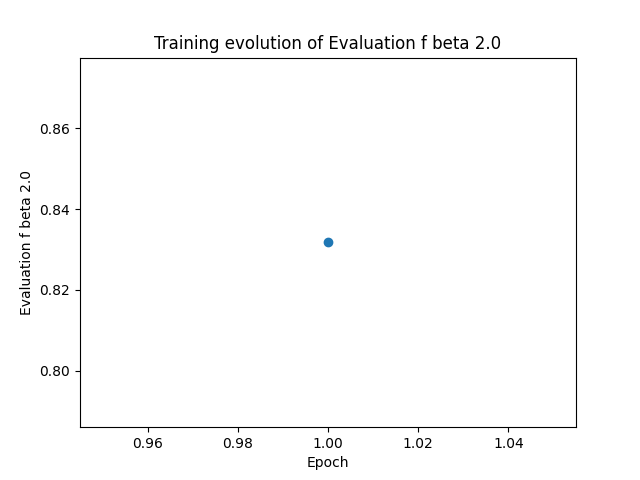 Training evolution of Evaluation f beta 2.0
Evaluation f beta 2.0
0.86
0.84
0.82
0.80
0.96 0.98 1.00 1.02 1.04
Epoch